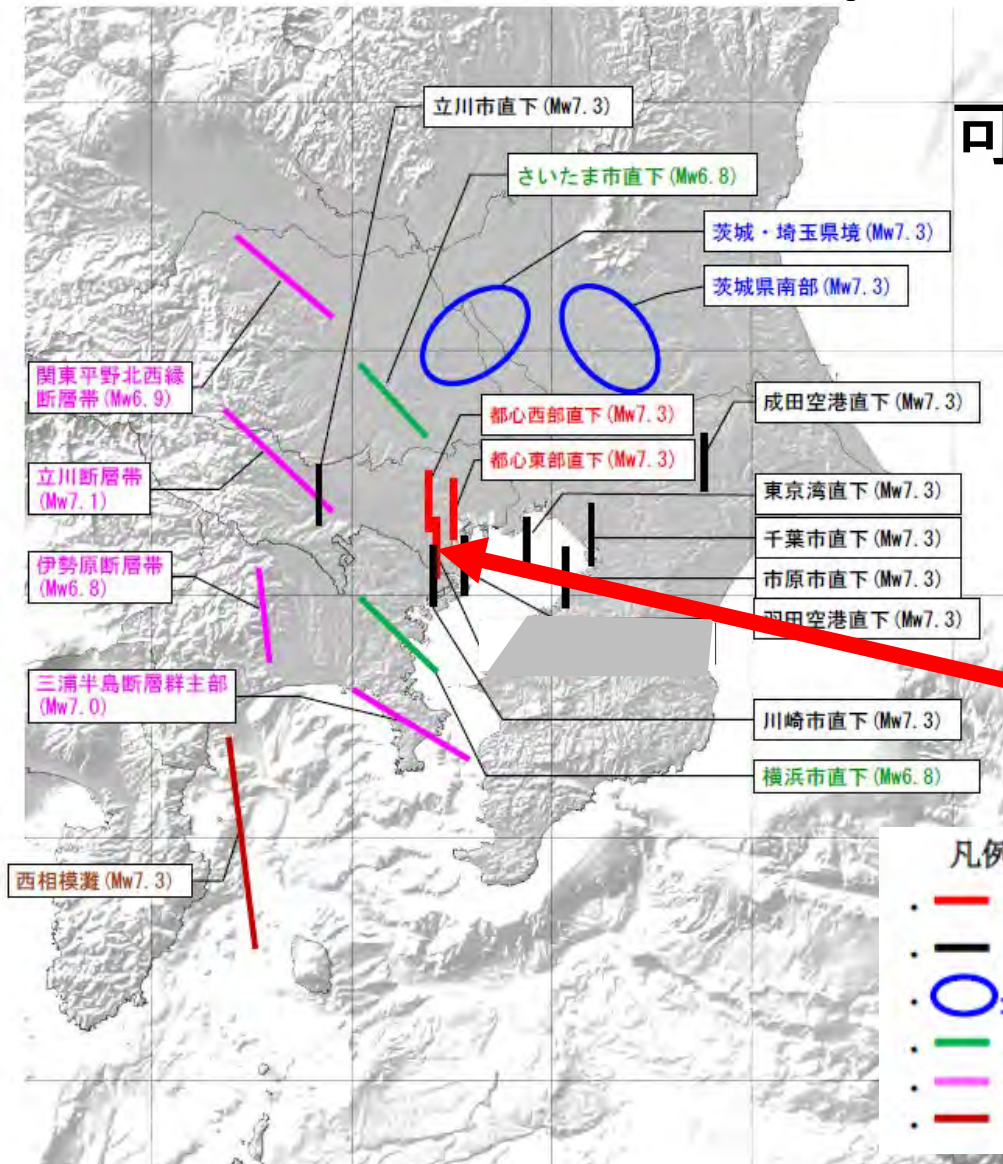 立川市直下(Mw7.3)
さいたま市直下(Mw6.8)
茨城・埼玉県境(Mw7.3)
茨城県南部(Mw7.3)
関東平野北西縁
断層帯(Mw6.9)
都心西部直下(Mw7.3)
成田空港直下(Mw7.3)
都心東部直下(Mw7.3)
立川断層帯
(Mw7.1)
東京湾直下(Mw7.3)
千葉市直下(Mw7.3)
伊勢原断層帯
(Mw6.8)
市原市直下(Mw7.3)
羽田空港直下(Mw7.3)
三浦半島断層群主部
(Mw7.0)
川崎市直下(Mw7.3)
横浜市直下(Mw6.8)
西相模灘(Mw7.3)
凡例